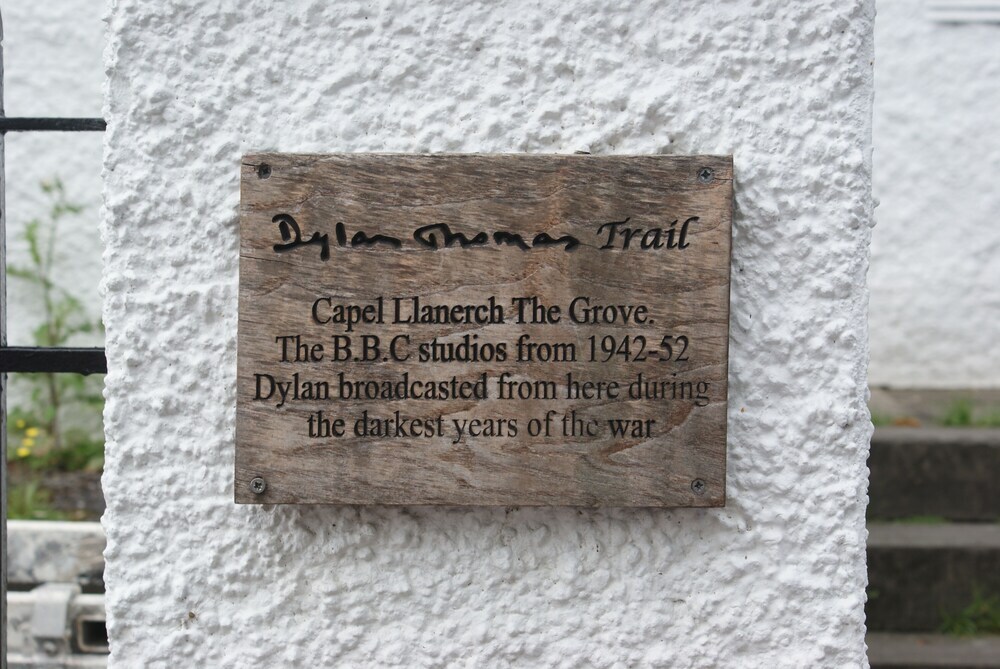 Dylan Thomas Trail
Capel Llanerch The Grove.
The B.B.C studios from 1942-52
Dylan broadcasted from here during
the darkest years of the war